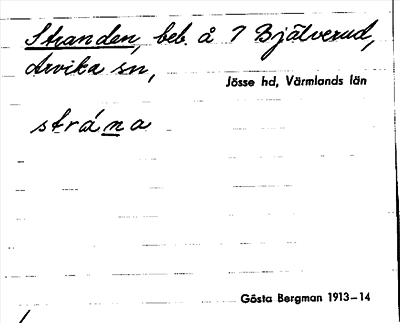 Stranden, beb. å 7 Bjälverud,
Arvika sn,
Jösse hd, Värmlands län
strána
Gösta Bergman 1913–14